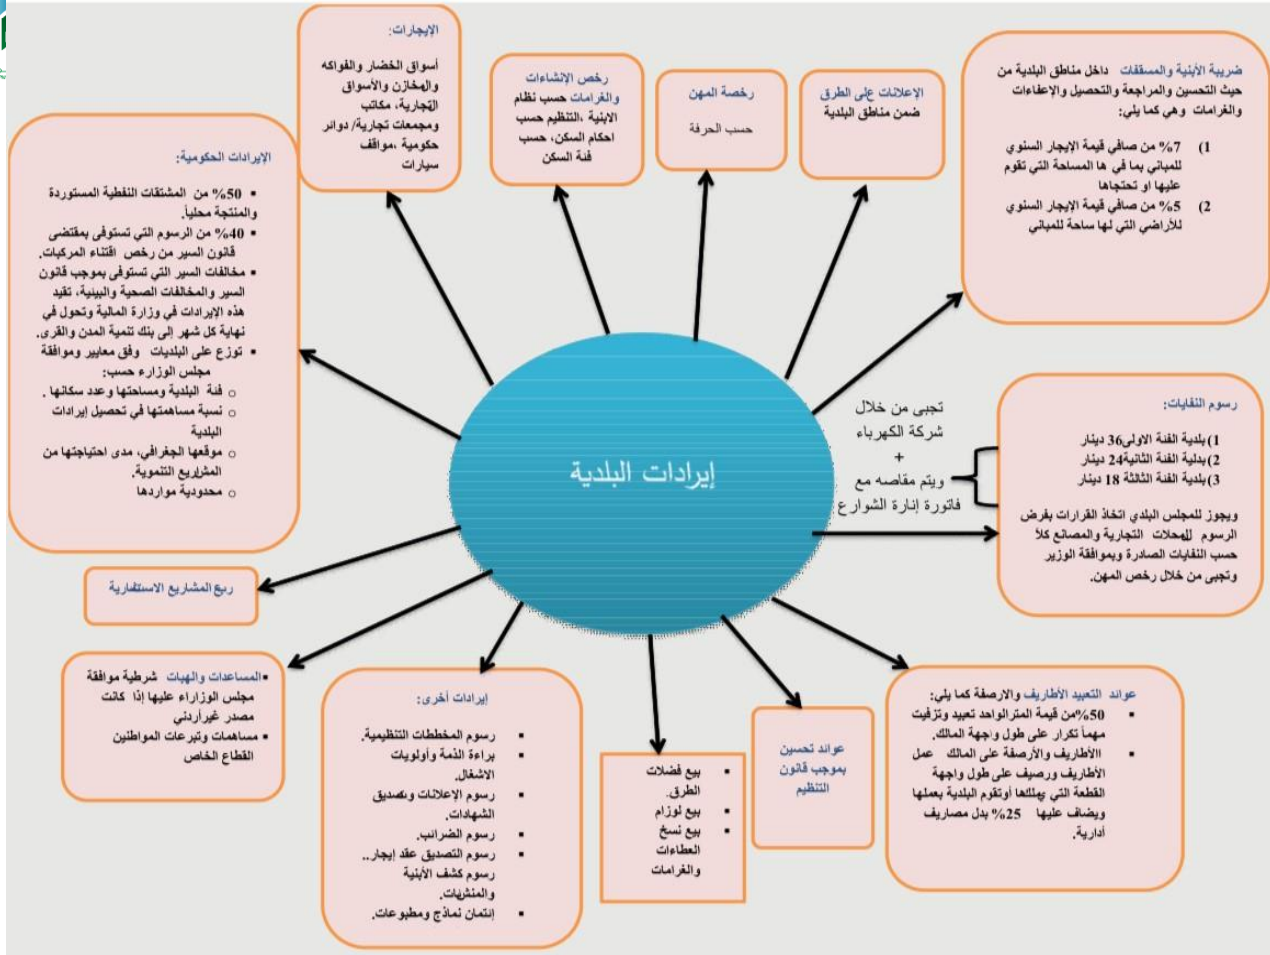 إيرادات البلدية
ضريبة الأبنية والمسقفات داخل مناطق البلدية من
حيث التحسين والمراجعة والتحصيل والإعفاءات
والغرامات وهي كما يلي:
1) 7% من صافي قيمة الإيجار السنوي
للمباني بما في ها المساحة التي تقوم
عليها او تحتجاها
2) 5% من صافي قيمة الإيجار السنوي
للأراضي التي لها ساحة للمباني
الإعلانات على الطرق
ضمن مناطق البلدية
رخصة المهن
حسب الحرفة
رخص الإنشاءات
والغرامات حسب نظام
الابنية ،التنظيم حسب
احكام السكن، حسب
فئة السكن
الإيجارات:
أسواق الخضار والفواكه
والمخازن والأسواق
التجارية، مكاتب
ومجمعات تجارية/ دوائر
حكومية ،مواقف
سيارات
الإيرادات الحكومية:
▪ 50% من المشتقات النفطية المستوردة
والمنتجة محلياً.
▪ 40% من الرسوم التي تستوفى بمقتضى
قانون السير من رخص اقتناء المركبات.
▪ مخالفات السير التي تستوفى بموجب قانون
السير والمخالفات الصحية والبيئية، تقيد
هذه الإيرادات في وزارة المالية وتحول في
نهاية كل شهر إلى بنك تنمية المدن والقرى.
▪ توزع على البلديات وفق معايير وموافقة
مجلس الوزارء حسب:
○ فئة البلدية ومساحتها وعدد سكانها .
○ نسبة مساهمتها في تحصيل إيرادات
البلدية
○ موقعها الجغرافي، مدى احتياجتها من
المشاريع التنموية.
○ محدودية مواردها
تجبى من خلال
شركة الكهرباء
+
ويتم مقاصه مع
فاتورة إنارة الشوارع
رسوم النفايات:
1) بلدية الفئة الاولى36 دينار
2) بدلية الفئة الثانية24 دينار
3) بلدية الفئة الثالثة 18 دينار
ويجوز للمجلس البلدي اتخاذ القرارات بفرض
الرسوم للمحلات التجارية والمصانع كلاً
حسب النفايات الصادرة وبموافقة الوزير
وتجبى من خلال رخص المهن.
ريع المشاريع الاستثمارية
▪ المساعدات والهبات شرطية موافقة
مجلس الوزاراء عليها إذا كانت
مصدر غيرأردني
▪ مساهمات وتبرعات المواطنين
القطاع الخاص
إيرادات أخرى:
▪ رسوم المخططات التنظيمية.
▪ براءة الذمة وأولويات
الاشغال.
▪ رسوم الإعلانات وتصديق
الشهادات.
▪ رسوم الضرائب.
▪ رسوم التصديق عقد إيجار..
رسوم كشف الأبنية
والمنشئات.
▪ إئتمان نماذج ومطبوعات.
▪ بيع فضلات
الطرق.
▪ بيع لوزام
▪ بيع نسخ
العطاءات
والغرامات
عوائد تحسين
بموجب قانون
التنظيم
عوائد التعبيد الأطاريف والارصفة كما يلي:
▪ 50%من قيمة المترالواحد تعبيد وتزفيت
مهماً تكرار على طول واجهة المالك.
▪ االأطاريف والأرصفة على المالك عمل
الأطاريف ورصيف على طول واجهة
القطعة التي يملكها أوتقوم البلدية بعملها
ويضاف عليها 25% بدل مصاريف
أدارية.